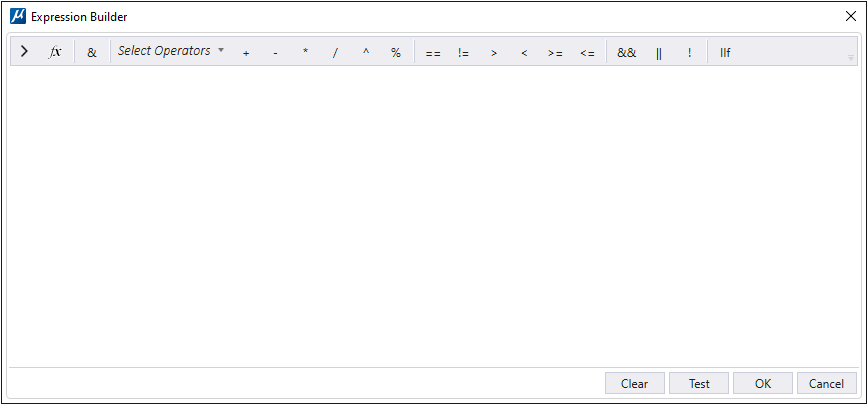 μ Expression Builder
fx & Select Operators + - * / ^ % == != > < >= <= && || ! IIf
Clear Test OK Cancel